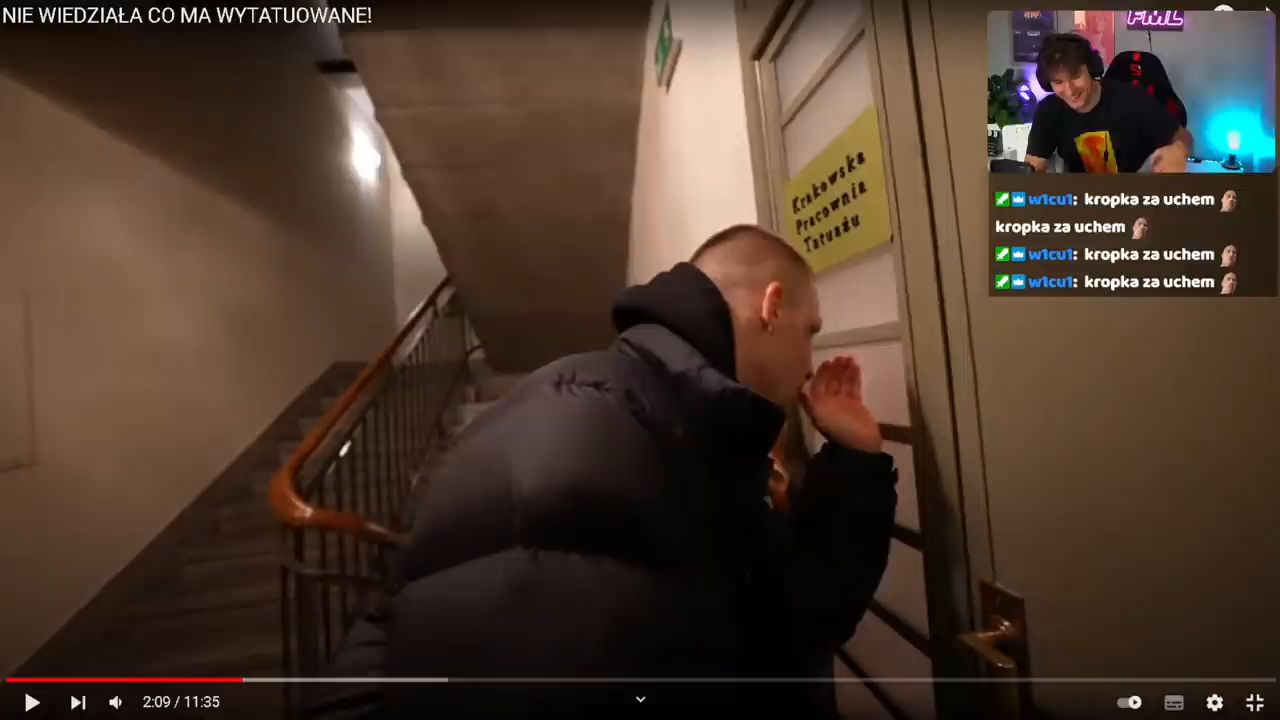 NIE WIEDZIAŁA CO MA WYTATUOWANE!
FML
Krakowska
Pracownia
Tatuażu
w1cu1: kropka za uchem
kropka za uchem
w1cu1: kropka za uchem
w1cu1: kropka za uchem
2:09 / 11:35